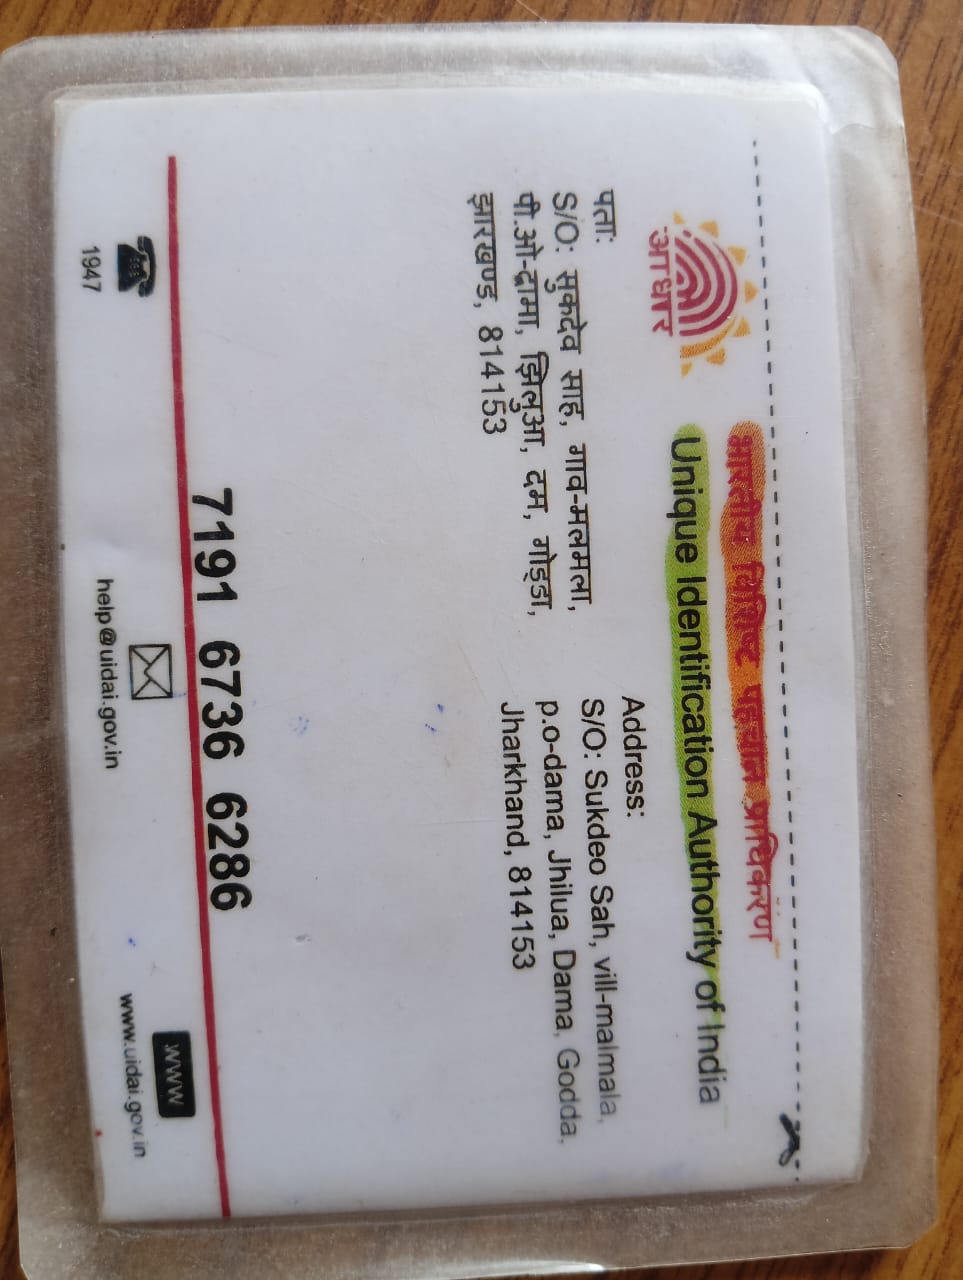 भारतीय विशिष्ट पहचान प्राधिकरण
Unique Identification Authority of India
आधार
पता:
S/O: सुकदेव साह, गाव-मलमला,
पी.ओ-दामा, झिलुआ, दम, गोड्डा,
झारखण्ड, 814153
Address:
S/O: Sukdeo Sah, vill-malmala,
p.o-dama, Jhilua, Dama, Godda,
Jharkhand, 814153
7191 6736 6286
1947
help@uidai.gov.in
www
www.uidai.gov.in